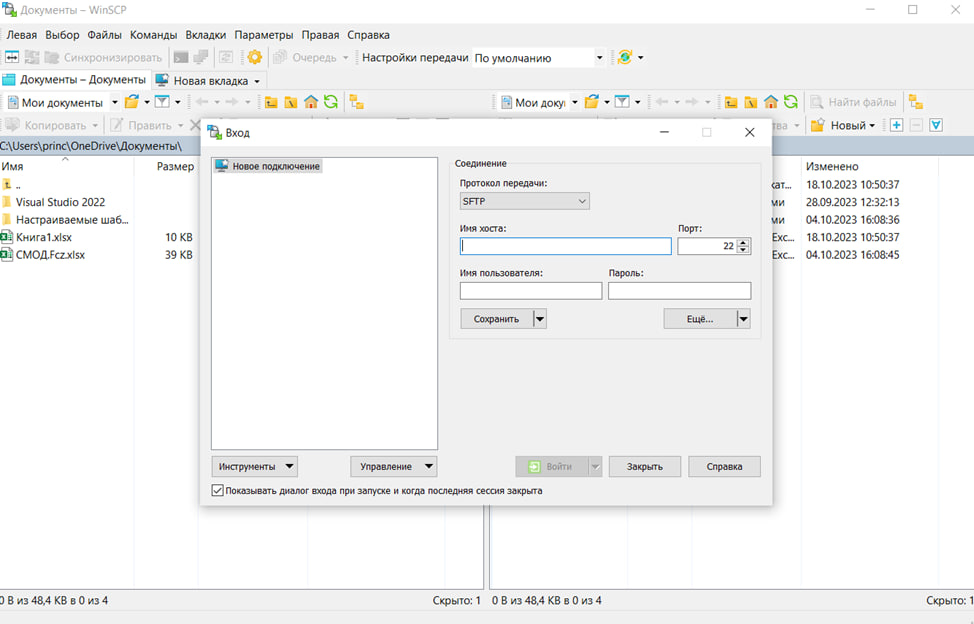 Документы – WinSCP
Левая Выбор Файлы Команды Вкладки Параметры Правая Справка
Синхронизировать Очередь Настройки передачи По умолчанию
Документы – Документы Новая вкладка
Мои документы Мои доку Найти файлы
Копировать Править Новый
C:\Users\princ\OneDrive\Документы\
Имя Размер Изменено
.. 18.10.2023 10:50:37
Visual Studio 2022 28.09.2023 12:32:13
Настраиваемые шаб... 04.10.2023 16:08:36
Книга1.xlsx 10 KB Exc... 18.10.2023 10:50:37
СМОД.Fcz.xlsx 39 KB Exc... 04.10.2023 16:08:45
Вход
Новое подключение
Соединение
Протокол передачи:
SFTP
Имя хоста: Порт:
22
Имя пользователя: Пароль:
Сохранить Ещё...
Инструменты Управление Войти Закрыть Справка
Показывать диалог входа при запуске и когда последняя сессия закрыта
0 B из 48,4 KB в 0 из 4 Скрыто: 1 0 B из 48,4 KB в 0 из 4 Скрыто: 1